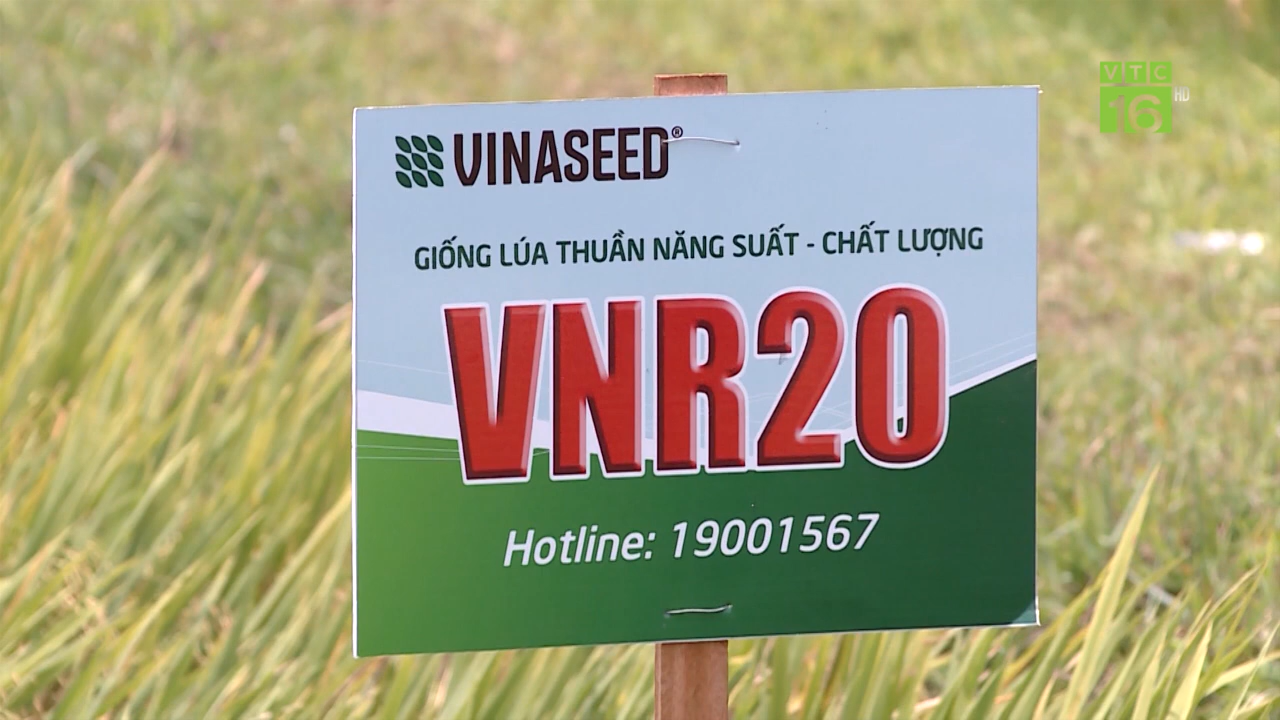 VTC
16 HD
VINASEED®
GIỐNG LÚA THUẦN NĂNG SUẤT - CHẤT LƯỢNG
VNR20
Hotline: 19001567